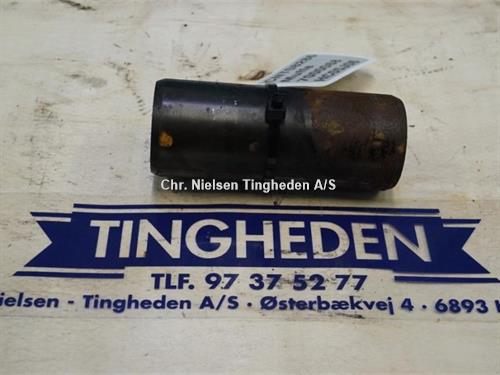 Chr. Nielsen Tingheden A/S
TINGHEDEN
TLF. 97 37 52 77
ielsen - Tingheden A/S · Østerbækvej 4 · 6893 H